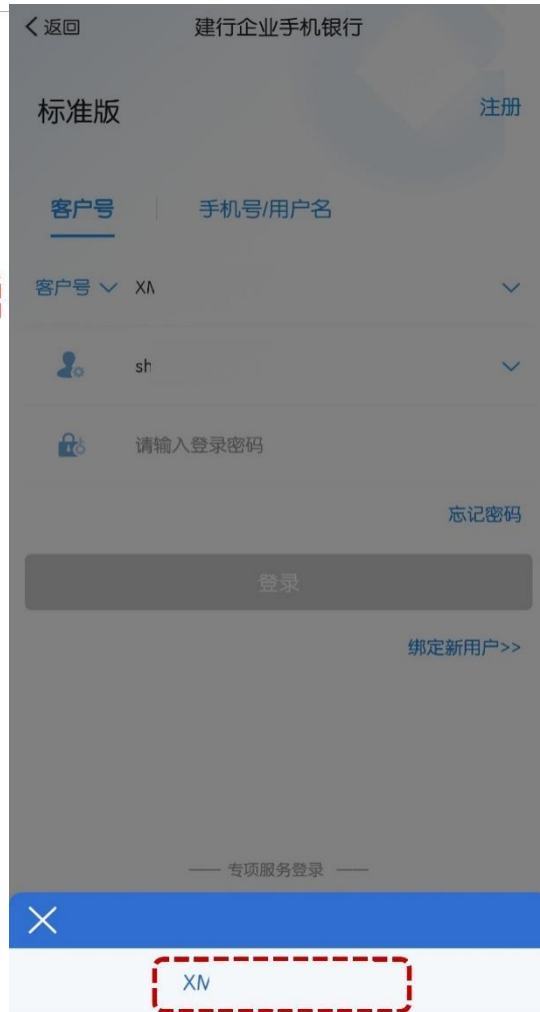 返回 建行企业手机银行
标准版 注册
客户号 手机号/用户名
客户号
sh
请输入登录密码
忘记密码
登录
绑定新用户>>
专项服务登录